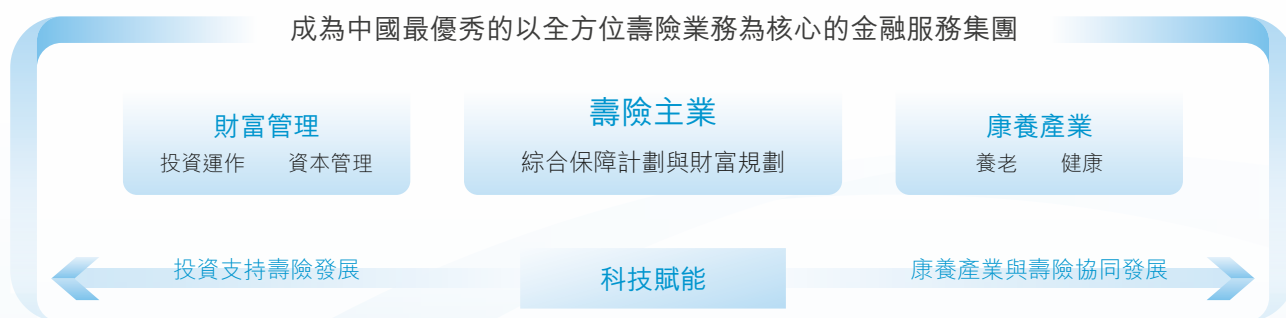 成為中國最優秀的以全方位壽險業務為核心的金融服務集團
財富管理
投資運作 資本管理
壽險主業
綜合保障計劃與財富規劃
康養產業
養老 健康
投資支持壽險發展
科技賦能
康養產業與壽險協同發展